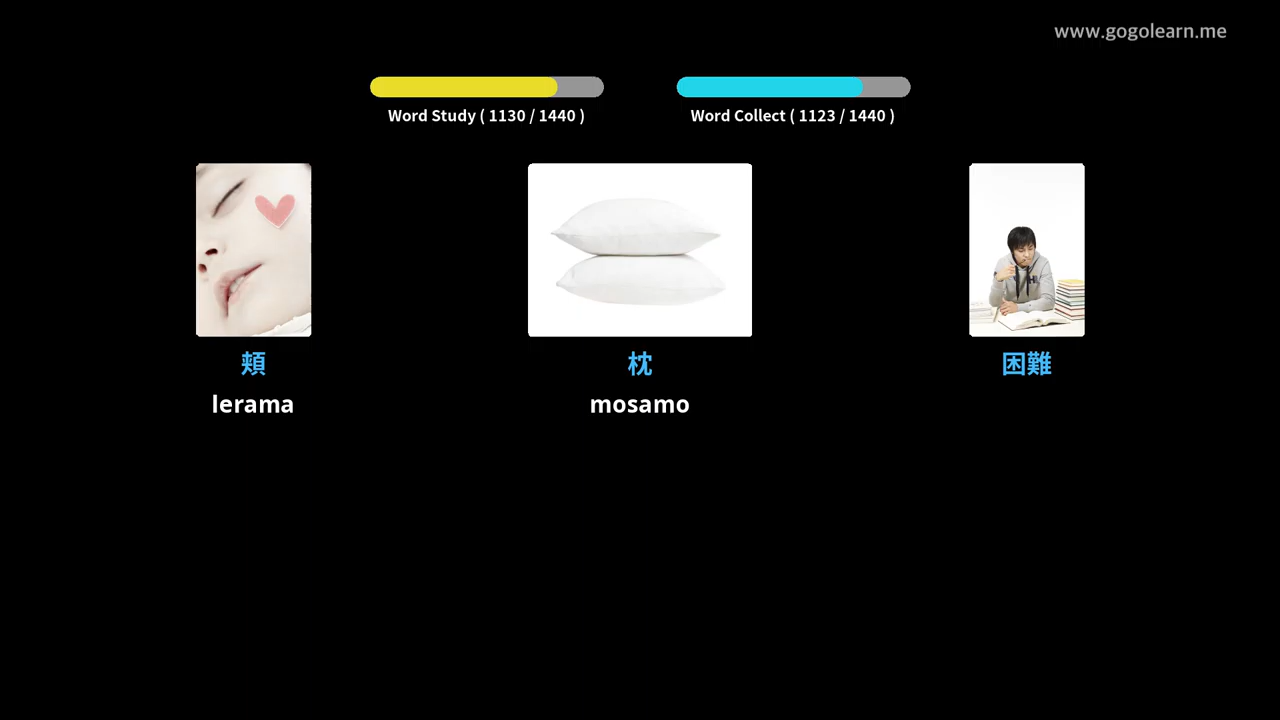 www.gogolearn.me
Word Study ( 1130 / 1440 )
Word Collect ( 1123 / 1440 )
頬
枕
困難
lerama
mosamo